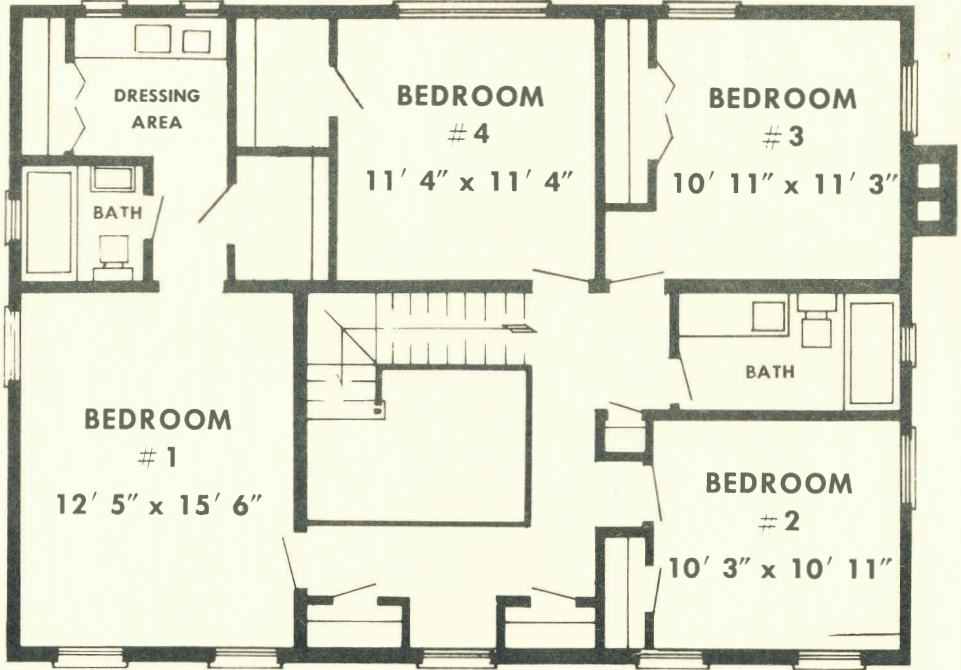 DRESSING
AREA
BEDROOM
#4
11' 4" x 11' 4"
BEDROOM
#3
10' 11" x 11' 3"
BATH
BEDROOM
#1
12' 5" x 15' 6"
BATH
BEDROOM
#2
10' 3" x 10' 11"